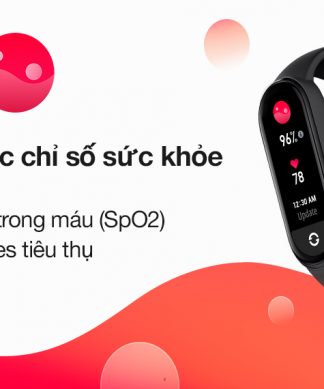 c chỉ số sức khỏe
trong máu (SpO2)
es tiêu thụ
96%
78
12:30 AM
Update